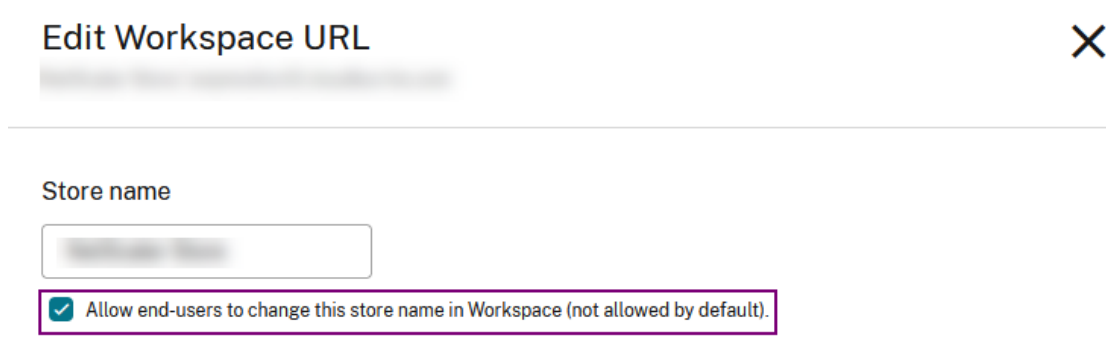 Edit Workspace URL
Store name
Allow end-users to change this store name in Workspace (not allowed by default).